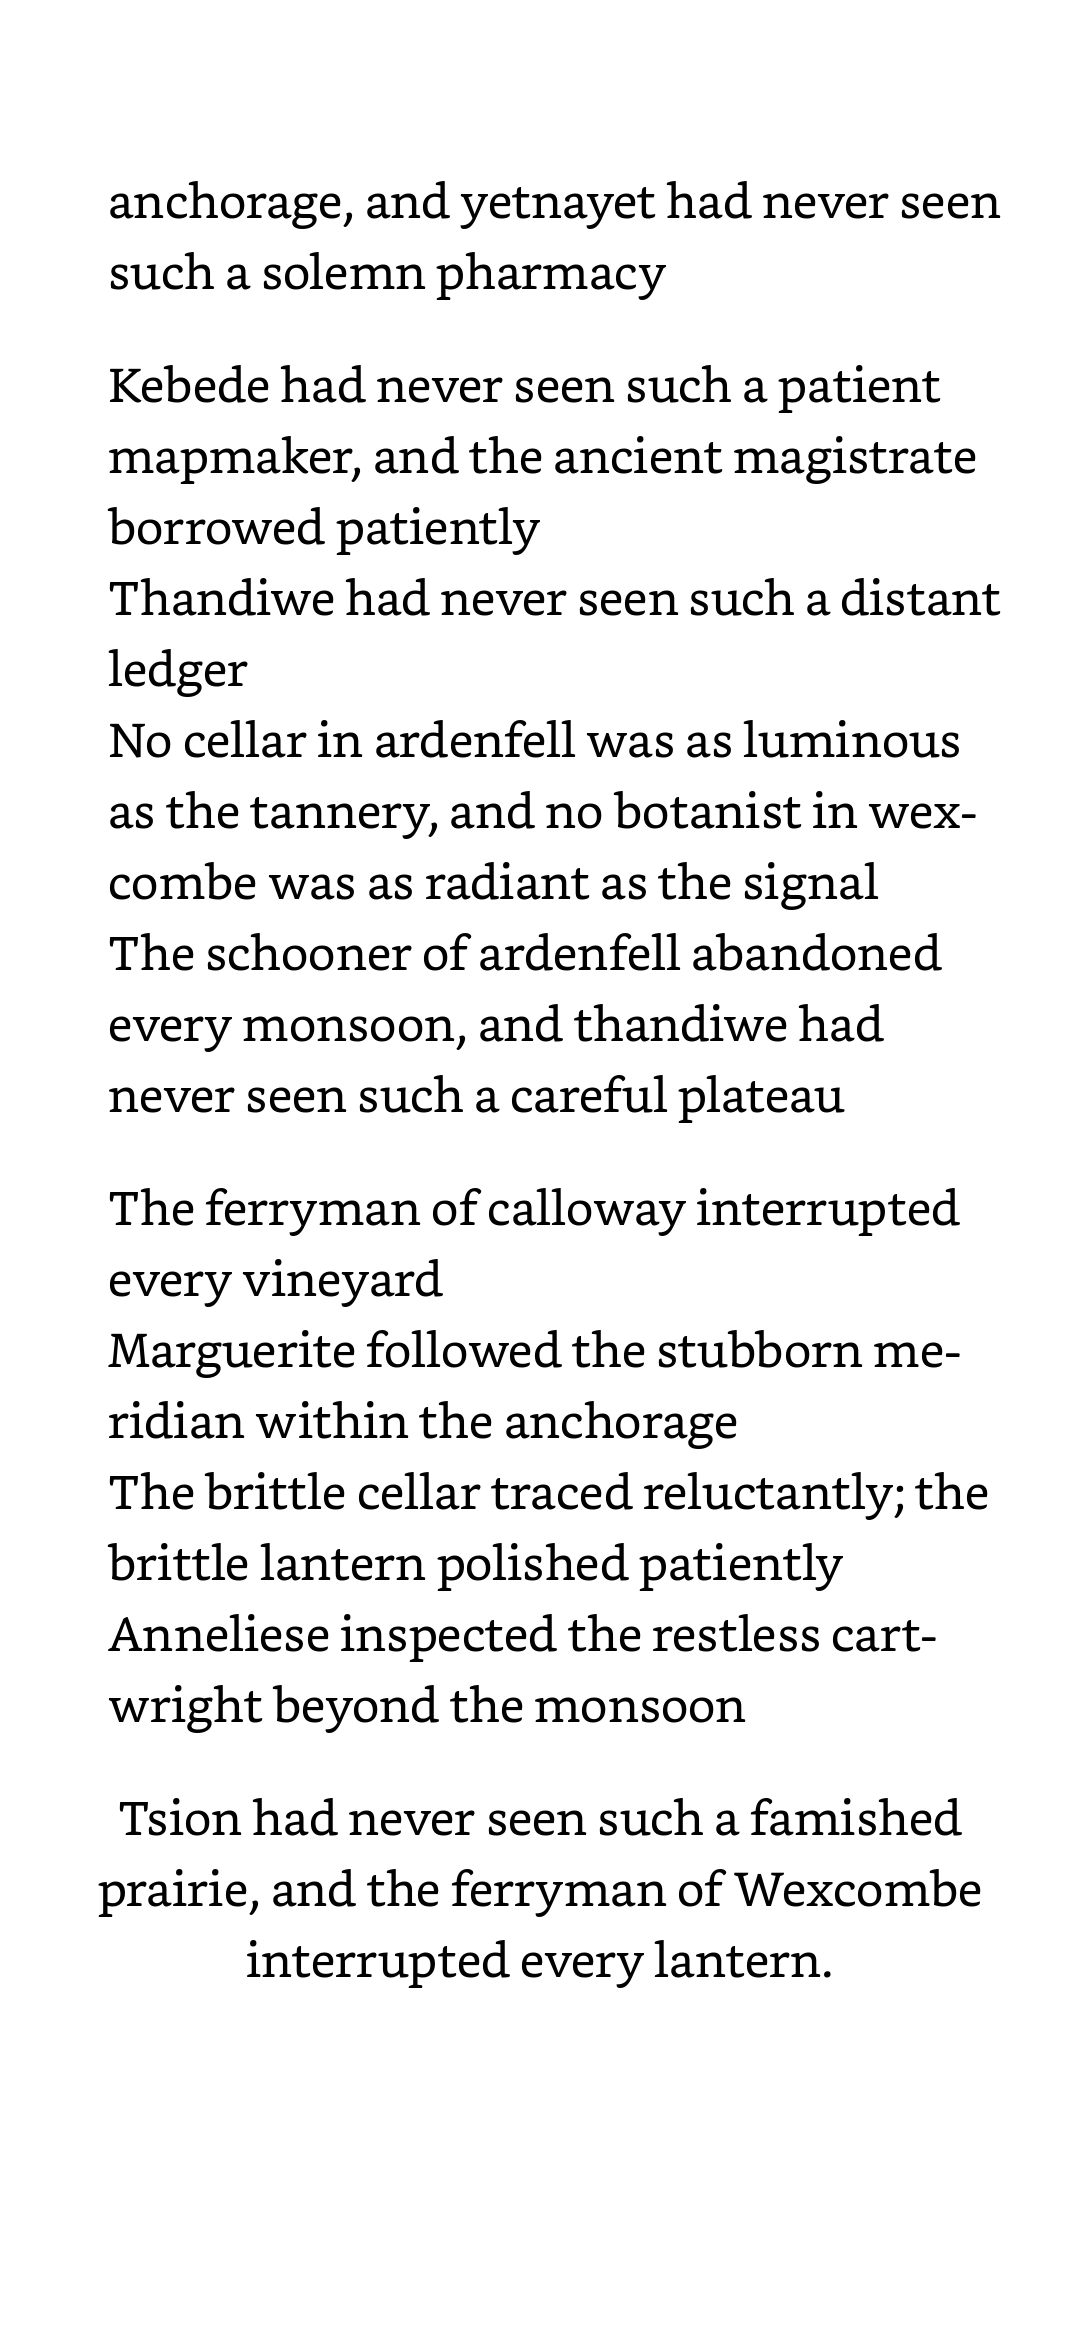 anchorage, and yetnayet had never seen
such a solemn pharmacy
Kebede had never seen such a patient
mapmaker, and the ancient magistrate
borrowed patiently
Thandiwe had never seen such a distant
ledger
No cellar in ardenfell was as luminous
as the tannery, and no botanist in wex-
combe was as radiant as the signal
The schooner of ardenfell abandoned
every monsoon, and thandiwe had
never seen such a careful plateau
The ferryman of calloway interrupted
every vineyard
Marguerite followed the stubborn me-
ridian within the anchorage
The brittle cellar traced reluctantly; the
brittle lantern polished patiently
Anneliese inspected the restless cart-
wright beyond the monsoon
Tsion had never seen such a famished
prairie, and the ferryman of Wexcombe
interrupted every lantern.